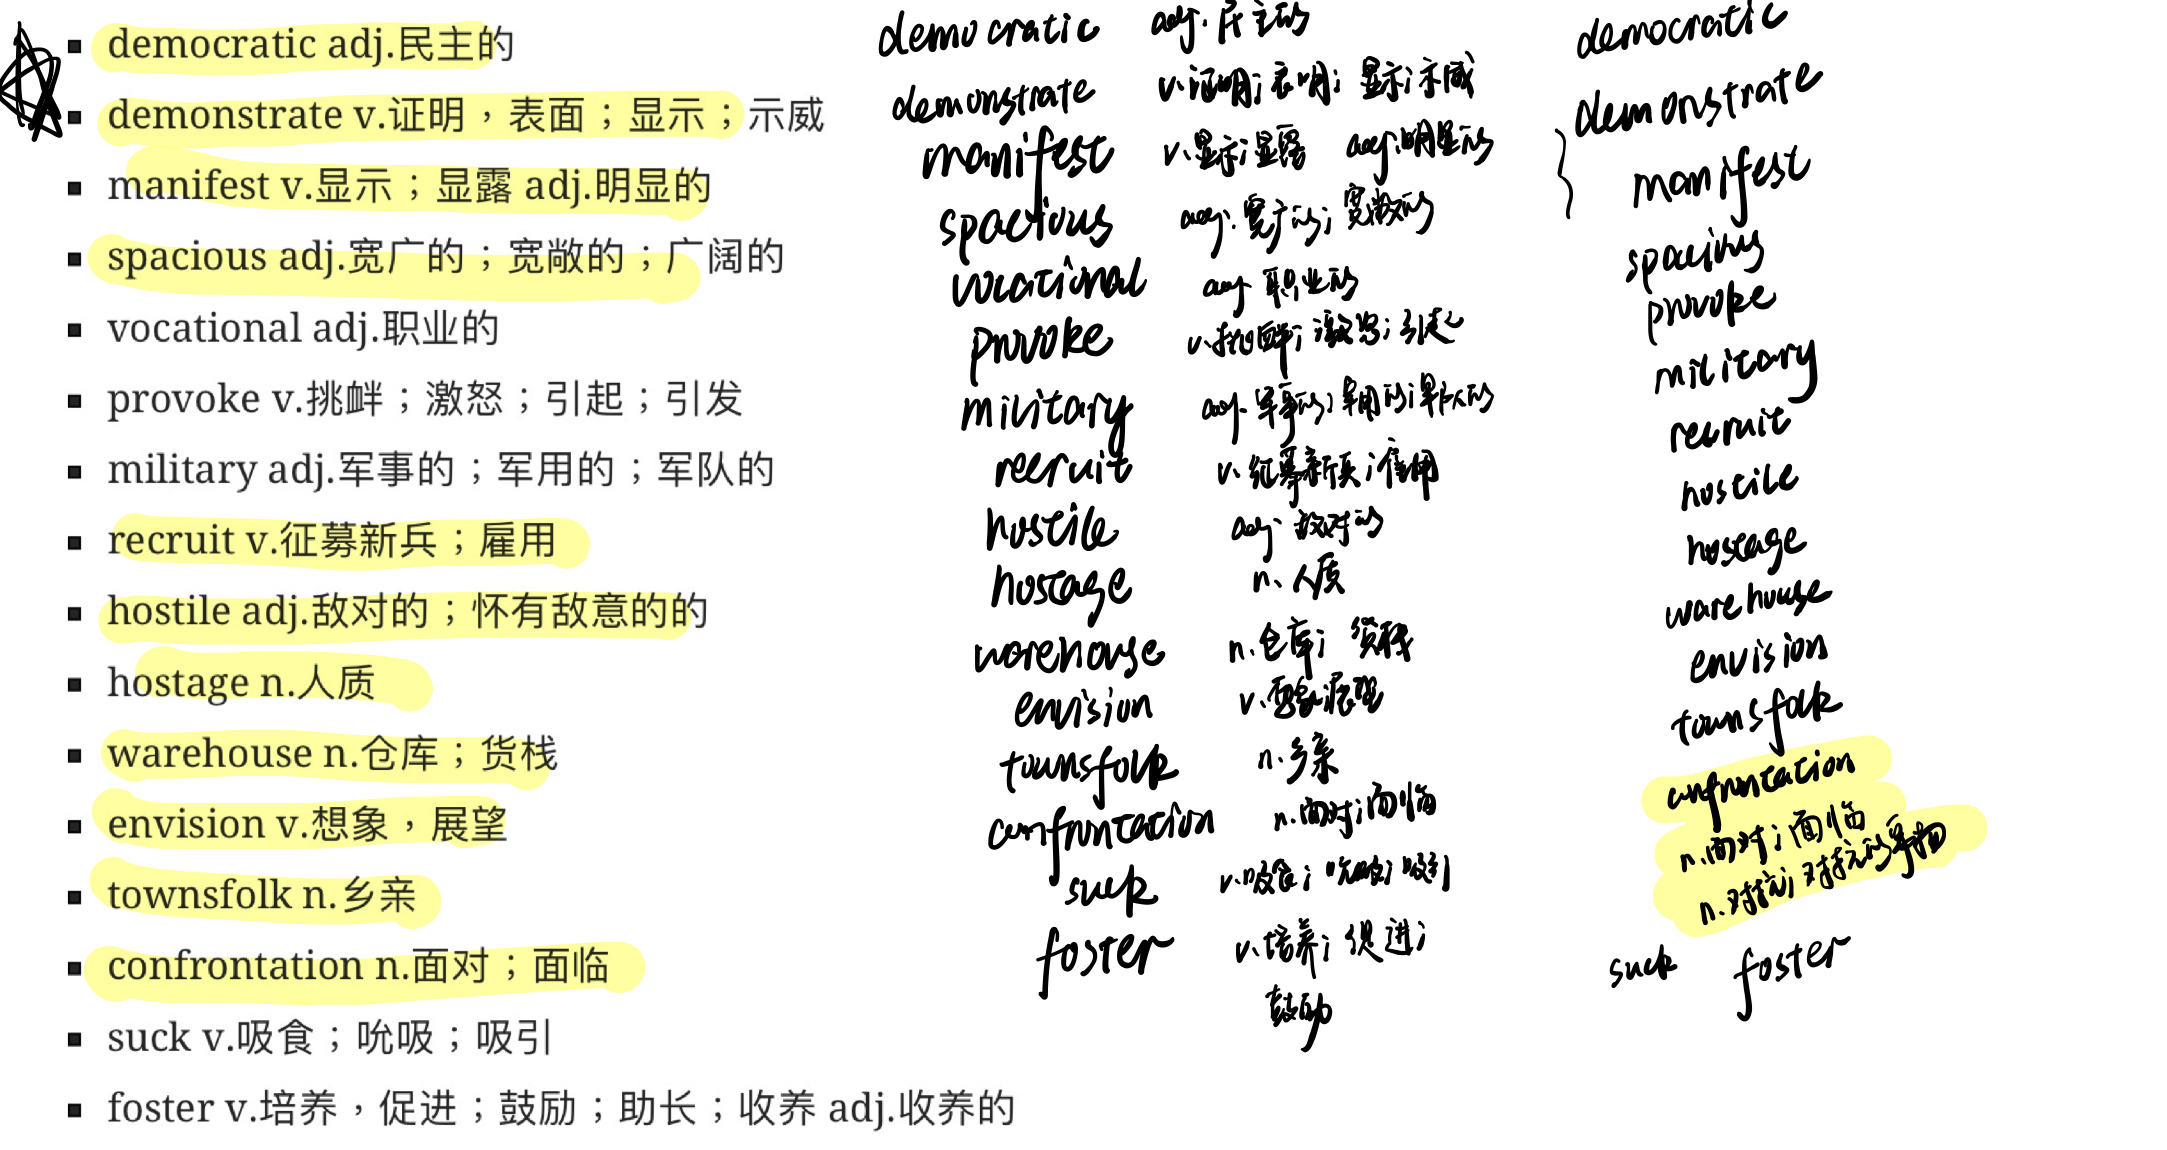 democratic adj.民主的
demonstrate v.证明，表面；显示；示威
manifest v.显示；显露 adj.明显的
spacious adj.宽广的；宽敞的；广阔的
vocational adj.职业的
provoke v.挑衅；激怒；引起；引发
military adj.军事的；军用的；军队的
recruit v.征募新兵；雇用
hostile adj.敌对的；怀有敌意的的
hostage n.人质
warehouse n.仓库；货栈
envision v.想象，展望
townsfolk n.乡亲
confrontation n.面对；面临
suck v.吸食；吮吸；吸引
foster v.培养，促进；鼓励；助长；收养 adj.收养的
democratic adj.民主的
demonstrate v.证明；表明；显示；示威
manifest v.显示；显露 adj.明显的
spacious adj.宽广的；宽敞的
vocational adj.职业的
provoke v.挑衅；激怒；引起
military adj.军事的；军用的；军队的
recruit v.征募新兵；雇用
hostile adj.敌对的
hostage n.人质
warehouse n.仓库；货栈
envision v.想象；展望
townsfolk n.乡亲
confrontation n.面对；面临
suck v.吸食；吮吸；吸引
foster v.培养；促进；
鼓励
democratic
demonstrate
manifest
spacious
provoke
military
recruit
hostile
hostage
warehouse
envision
townsfolk
confrontation
n.面对；面临
n.对抗；对抗的事物
suck foster